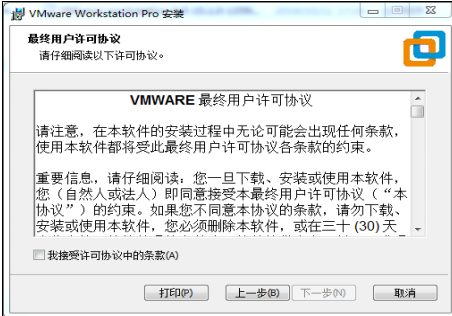 VMware Workstation Pro 安装
最终用户许可协议
请仔细阅读以下许可协议。
VMWARE 最终用户许可协议
请注意，在本软件的安装过程中无论可能会出现任何条款，
使用本软件都将受此最终用户许可协议各条款的约束。
重要信息，请仔细阅读：您一旦下载、安装或使用本软件，
您（自然人或法人）即同意接受本最终用户许可协议（“本
协议”）的约束。如果您不同意本协议的条款，请勿下载、
安装或使用本软件，您必须删除本软件，或在三十 (30) 天
我接受许可协议中的条款(A)
打印(P) 上一步(B) 下一步(N) 取消